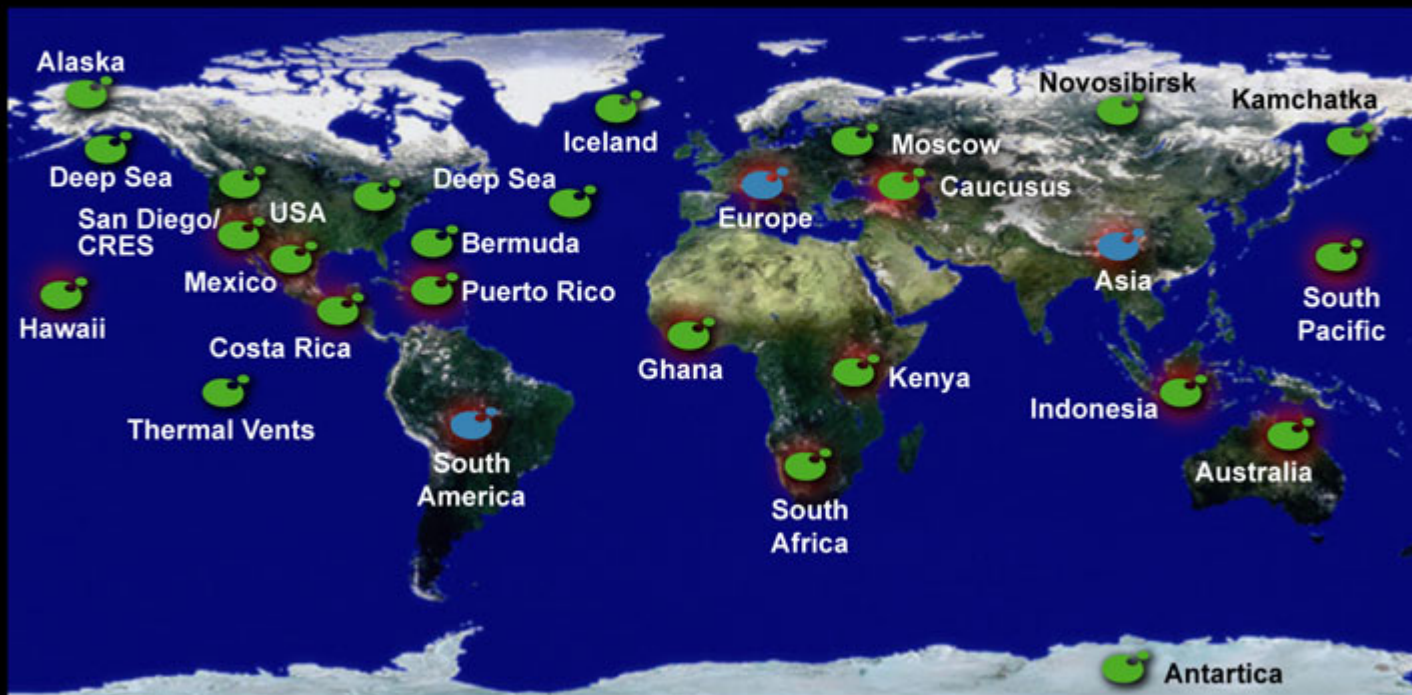 Alaska
Novosibirsk
Kamchatka
Iceland
Moscow
Deep Sea
Deep Sea
Caucusus
San Diego/
CRES
USA
Europe
Bermuda
Mexico
Asia
Puerto Rico
South
Pacific
Hawaii
Costa Rica
Ghana
Kenya
Indonesia
Thermal Vents
South
America
Australia
South
Africa
Antartica